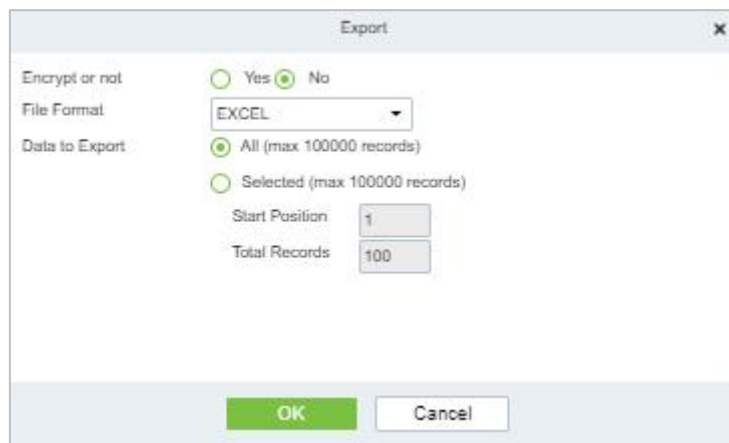 Export
Encrypt or not Yes No
File Format EXCEL
Data to Export All (max 100000 records)
Selected (max 100000 records)
Start Position 1
Total Records 100
OK Cancel